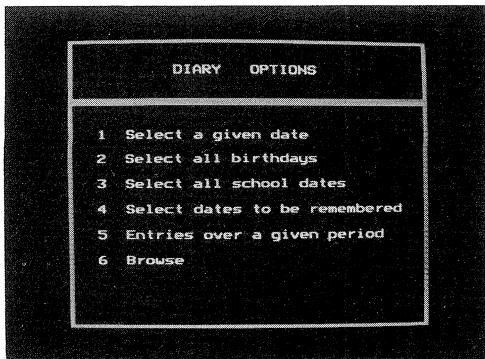 DIARY OPTIONS
1 Select a given date
2 Select all birthdays
3 Select all school dates
4 Select dates to be remembered
5 Entries over a given period
6 Browse